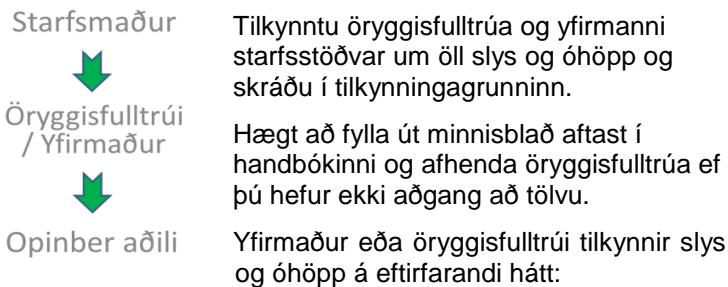 Starfsmaður
Öryggisfulltrúi
/ Yfirmaður
Opinber aðili
Tilkynntu öryggisfulltrúa og yfirmanni
starfsstöðvar um öll slys og óhöpp og
skráðu í tilkynningagrunninn.
Hægt að fylla út minnisblað aftast í
handbókinni og afhenda öryggisfulltrúa ef
þú hefur ekki aðgang að tölvu.
Yfirmaður eða öryggisfulltrúi tilkynnir slys
og óhöpp á eftirfarandi hátt: